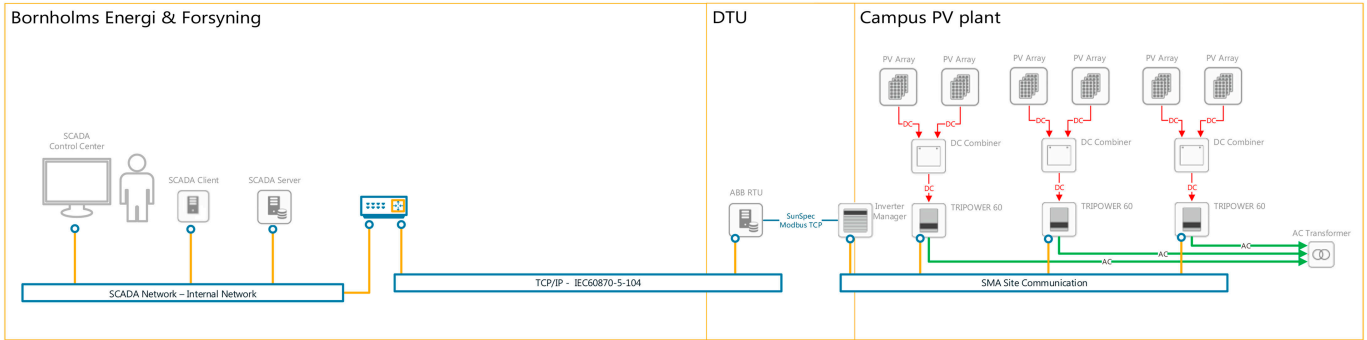 Bornholms Energi & Forsyning
DTU
Campus PV plant
PV Array
PV Array
PV Array
PV Array
PV Array
PV Array
DC
DC
DC
DC
DC
DC
SCADA
Control Center
DC Combiner
DC Combiner
DC Combiner
SCADA Client
SCADA Server
DC
DC
DC
ABB RTU
SunSpec
Modbus TCP
Inverter
Manager
TRIPOWER 60
TRIPOWER 60
TRIPOWER 60
AC Transformer
AC
AC
AC
SCADA Network – Internal Network
TCP/IP - IEC60870-5-104
SMA Site Communication